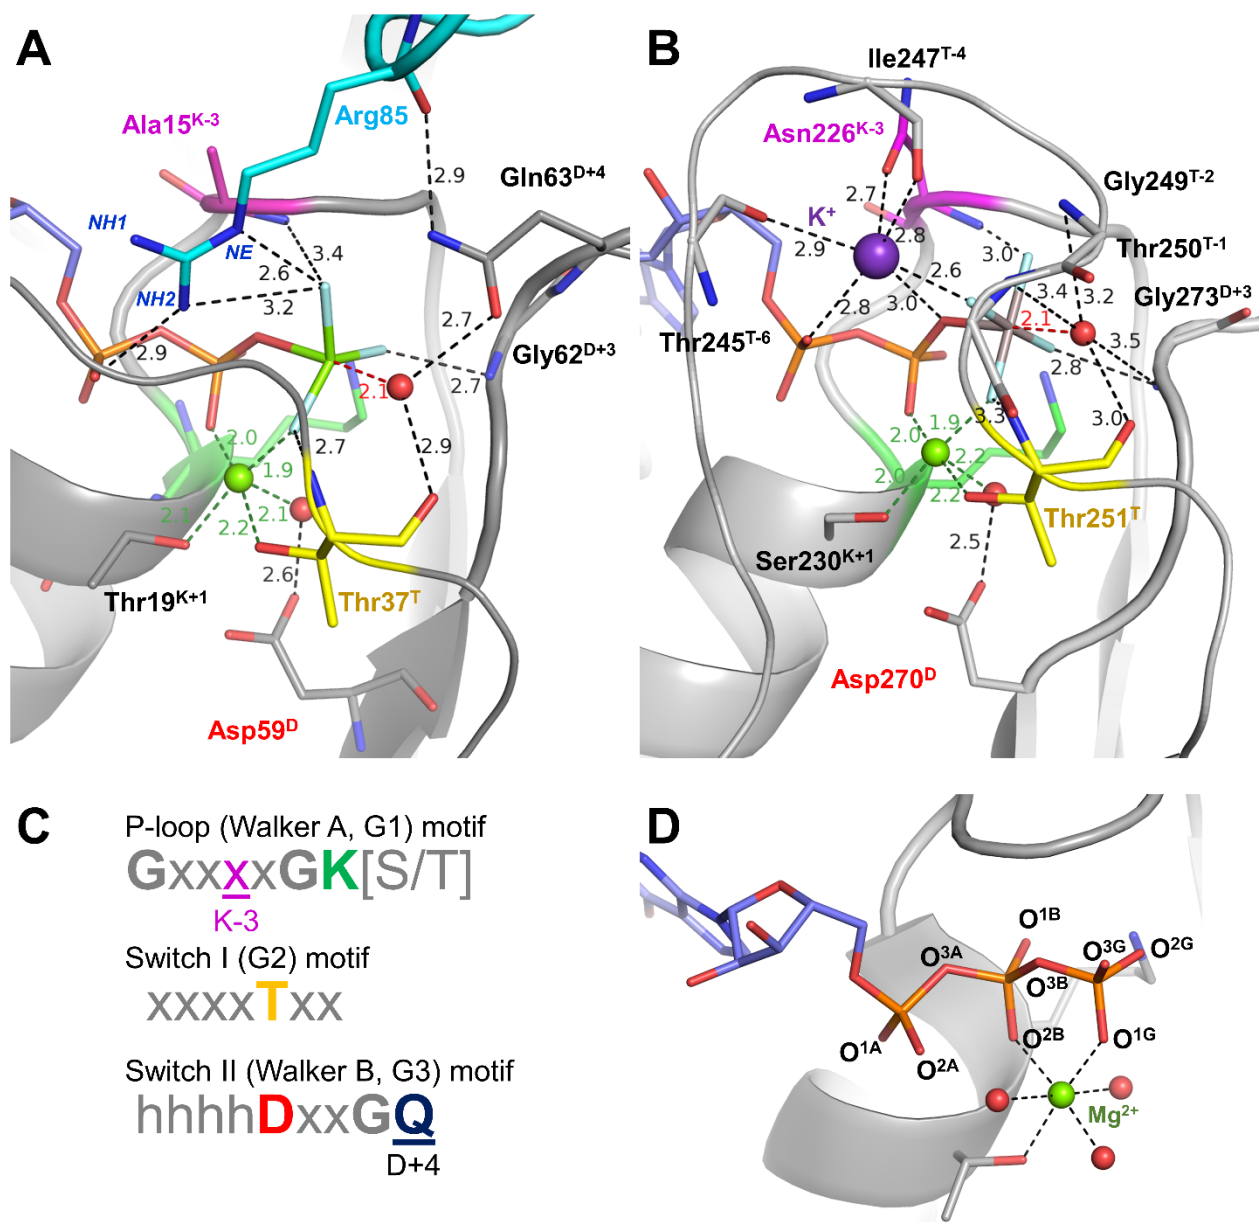 A
Ala15K-3
Arg85
2.9
Gln63D+4
NH1
NE
3.4
2.6
NH2
3.2
2.9
2.7
Gly62D+3
2.1
2.7
2.0
2.7
2.9
1.9
2.1
2.1
2.2
2.6
Thr19K+1
Thr37T
Asp59D
B
Ile247T-4
Asn226K-3
2.7
Gly249T-2
K+
2.8
2.9
3.0
Thr250T-1
2.6
3.4
3.2
Gly273D+3
2.8
3.0
2.1
3.5
Thr245T-6
2.8
3.3
3.0
2.0
1.9
2.0
2.2
2.2
Thr251T
Ser230K+1
2.5
Asp270D
C
P-loop (Walker A, G1) motif
GxxxxGK[S/T]
K-3
Switch I (G2) motif
xxxxTxx
Switch II (Walker B, G3) motif
hhhhDxxGQ
D+4
D
O1B
O3A
O3G
O2G
O3B
O1A
O2B
O1G
O2A
Mg2+